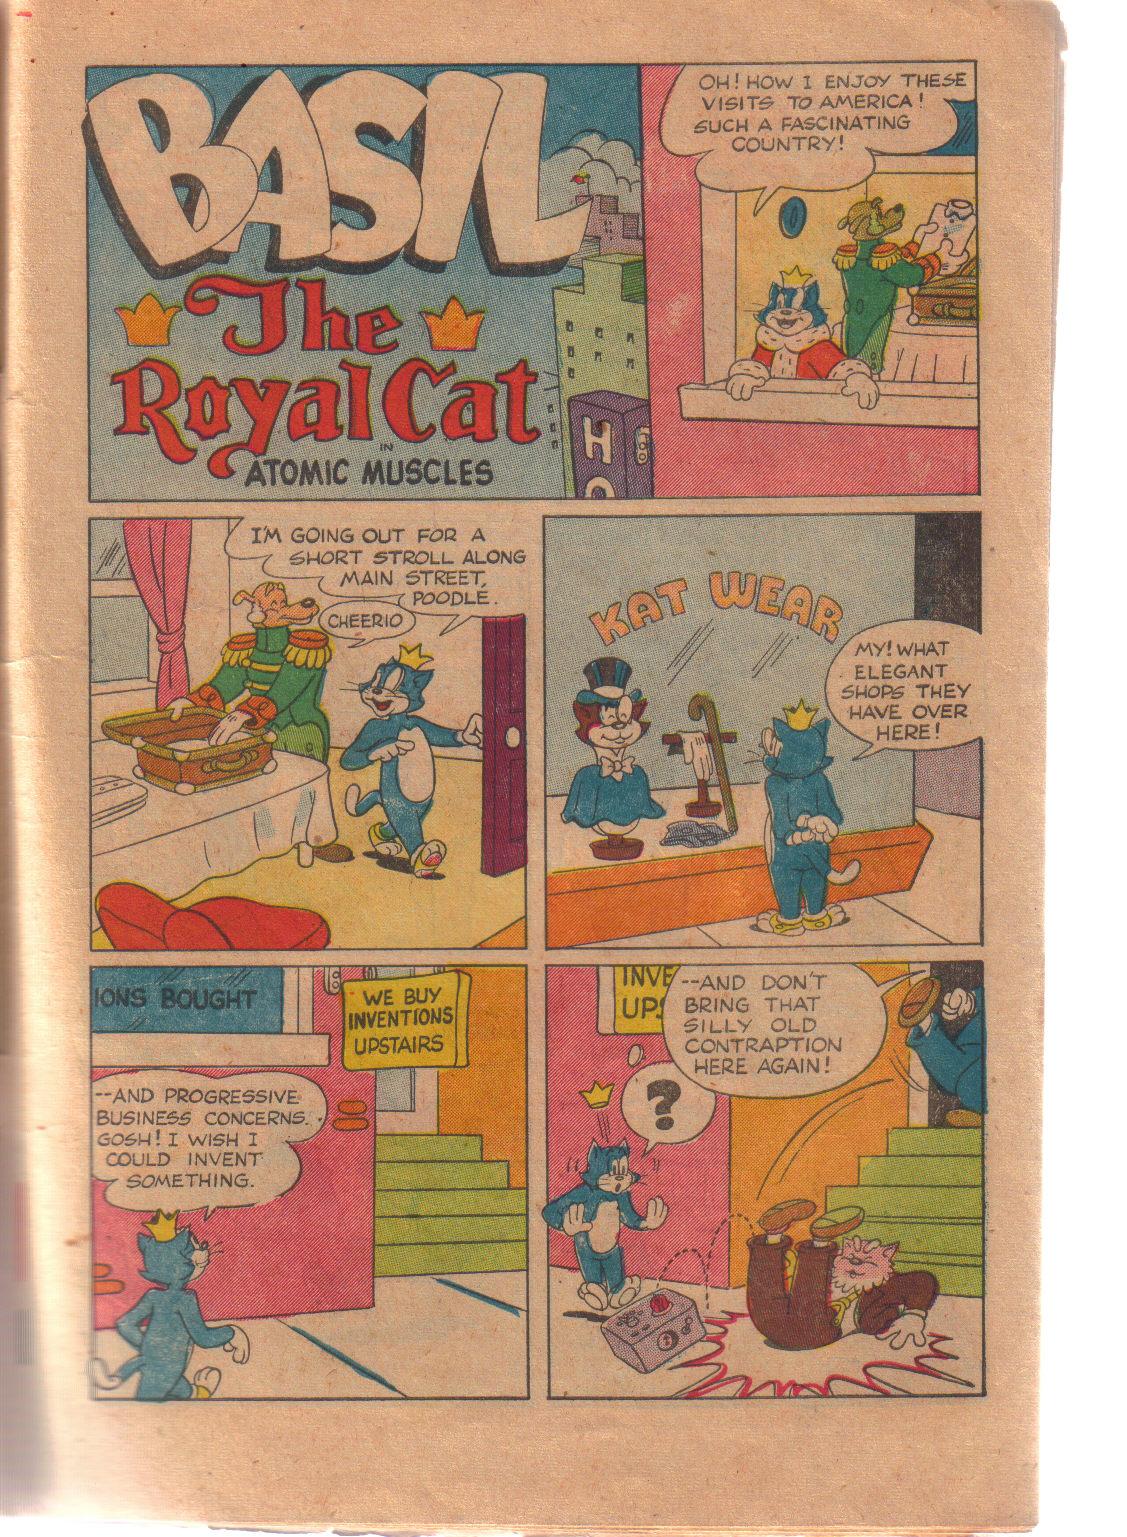 BASIL
The
Royal Cat
IN
ATOMIC MUSCLES
HO
OH! HOW I ENJOY THESE
VISITS TO AMERICA!
SUCH A FASCINATING
COUNTRY!
I'M GOING OUT FOR A
SHORT STROLL ALONG
MAIN STREET,
POODLE.
CHEERIO
KAT WEAR
MY! WHAT
ELEGANT
SHOPS THEY
HAVE OVER
HERE!
IONS BOUGHT
WE BUY
INVENTIONS
UPSTAIRS
--AND PROGRESSIVE
BUSINESS CONCERNS.
GOSH! I WISH I
COULD INVENT
SOMETHING.
INVE
UPS
--AND DON'T
BRING THAT
SILLY OLD
CONTRAPTION
HERE AGAIN!
?